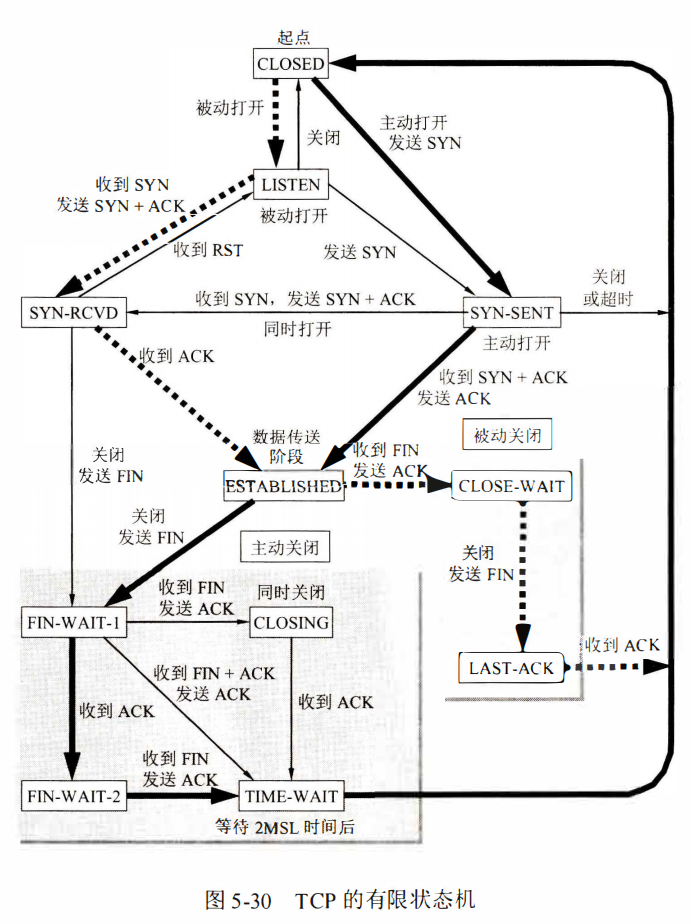 起点
CLOSED
被动打开
关闭
主动打开
发送 SYN
收到 SYN
发送 SYN + ACK
LISTEN
被动打开
收到 RST
发送 SYN
关闭
或超时
SYN-RCVD
收到 SYN，发送 SYN + ACK
同时打开
SYN-SENT
主动打开
收到 ACK
收到 SYN + ACK
发送 ACK
数据传送
阶段
被动关闭
关闭
发送 FIN
ESTABLISHED
收到 FIN
发送 ACK
CLOSE-WAIT
关闭
发送 FIN
主动关闭
关闭
发送 FIN
收到 FIN
发送 ACK
同时关闭
FIN-WAIT-1
CLOSING
LAST-ACK
收到 ACK
收到 FIN + ACK
发送 ACK
收到 ACK
收到 ACK
收到 FIN
发送 ACK
FIN-WAIT-2
TIME-WAIT
等待 2MSL 时间后
图 5-30 TCP 的有限状态机